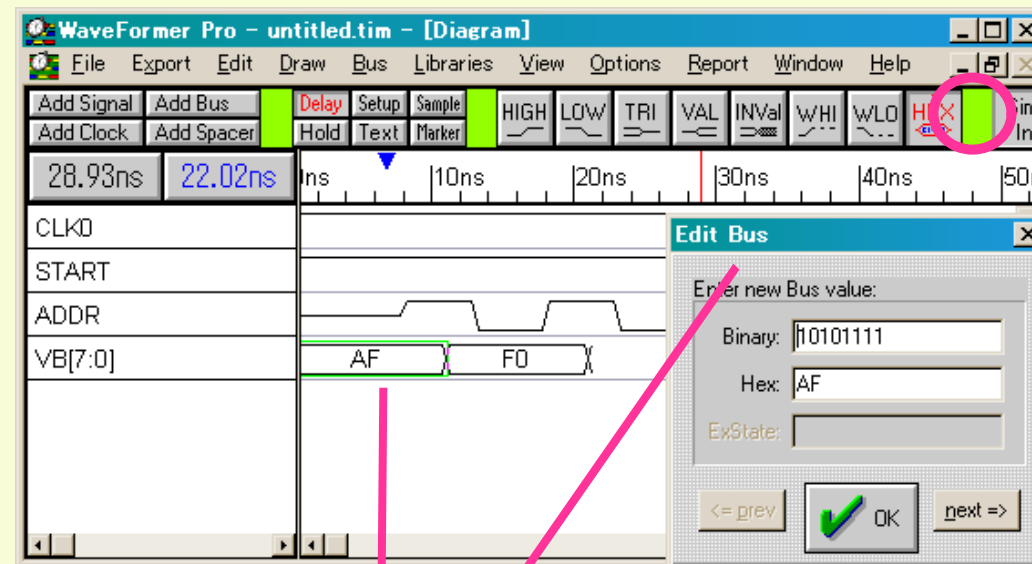 WaveFormer Pro - untitled.tim - [Diagram]
File Export Edit Draw Bus Libraries View Options Report Window Help
Add Signal Add Bus Delay Setup Sample HIGH LOW TRI VAL INVal WHI WLO HEX
Add Clock Add Spacer Hold Text Marker
28.93ns 22.02ns 0ns 10ns 20ns 30ns 40ns 50
CLK0
START
ADDR
VB[7:0] AF F0
Edit Bus
Enter new Bus value:
Binary: 10101111
Hex: AF
ExState:
<= prev OK next =>